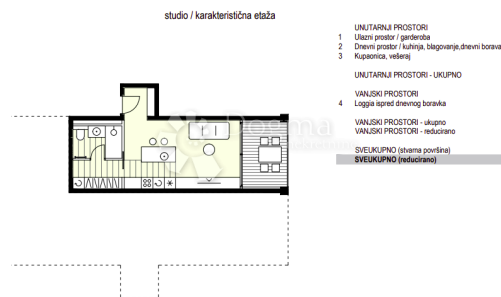 studio / karakteristična etaža
UNUTARNJI PROSTORI
1 Ulazni prostor / garderoba
2 Dnevni prostor / kuhinja, blagovanje,dnevni borava
3 Kupaonica, vešeraj
UNUTARNJI PROSTORI - UKUPNO
VANJSKI PROSTORI
4 Loggia ispred dnevnog boravka
VANJSKI PROSTORI - ukupno
VANJSKI PROSTORI - reducirano
SVEUKUPNO (stvarna površina)
SVEUKUPNO (reducirano)